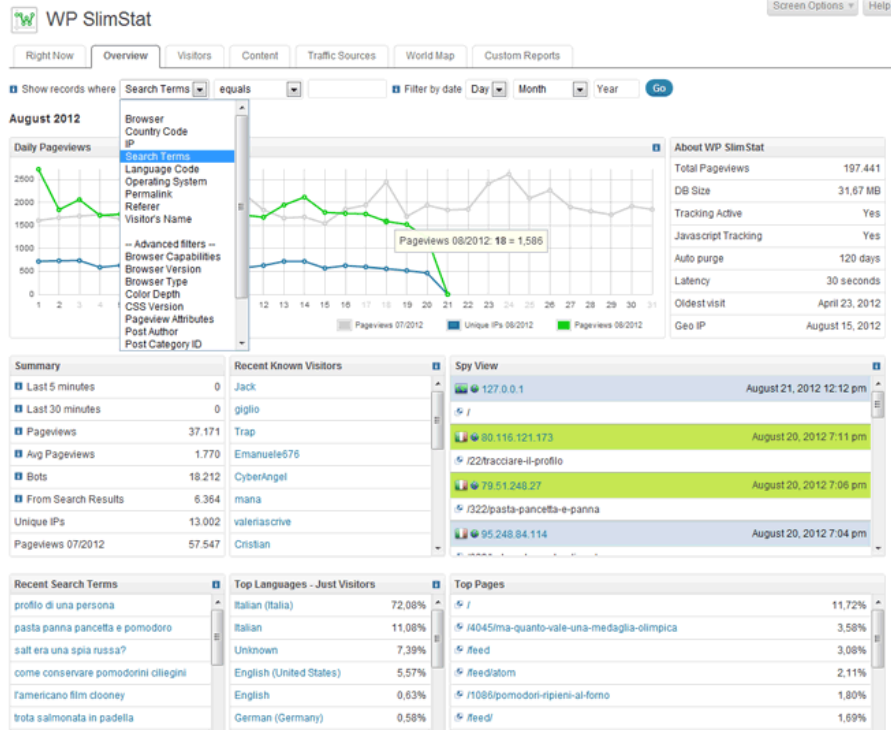 Screen Options Help
WP SlimStat
Right Now Overview Visitors Content Traffic Sources World Map Custom Reports
Show records where Search Terms equals Filter by date Day Month Year Go
Browser
Country Code
IP
Search Terms
Language Code
Operating System
Permalink
Referer
Visitor's Name
-- Advanced filters --
Browser Capabilities
Browser Version
Browser Type
Color Depth
CSS Version
Pageview Attributes
Post Author
Post Category ID
August 2012
Daily Pageviews
2500
2000
1500
1000
500
0
1 2 3 4 12 13 14 15 16 17 18 19 20 21 22 23 24 25 26 27 28 29 30 31
Pageviews 08/2012: 18 = 1,586
Pageviews 07/2012 Unique IPs 08/2012 Pageviews 08/2012
About WP SlimStat
Total Pageviews 197.441
DB Size 31,67 MB
Tracking Active Yes
Javascript Tracking Yes
Auto purge 120 days
Latency 30 seconds
Oldest visit April 23, 2012
Geo IP August 15, 2012
Summary
Last 5 minutes 0
Last 30 minutes 0
Pageviews 37.171
Avg Pageviews 1.770
Bots 18.212
From Search Results 6.364
Unique IPs 13.002
Pageviews 07/2012 57.547
Recent Known Visitors
Jack
giglio
Trap
Emanuele676
CyberAngel
mana
valeriascrive
Cristian
Spy View
127.0.0.1 August 21, 2012 12:12 pm
/
80.116.121.173 August 20, 2012 7:11 pm
/22/tracciare-il-profilo
79.51.248.27 August 20, 2012 7:06 pm
/322/pasta-pancetta-e-panna
95.248.84.114 August 20, 2012 7:04 pm
Recent Search Terms
profilo di una persona
pasta panna pancetta e pomodoro
salt era una spia russa?
come conservare pomodorini ciliegini
l'americano film clooney
trota salmonata in padella
Top Languages - Just Visitors
Italian (Italia) 72,08%
Italian 11,08%
Unknown 7,39%
English (United States) 5,57%
English 0,63%
German (Germany) 0,58%
Top Pages
/ 11,72%
/4045/ma-quanto-vale-una-medaglia-olimpica 3,58%
/feed 3,08%
/feed/atom 2,11%
/1086/pomodori-ripieni-al-forno 1,80%
/feed/ 1,69%